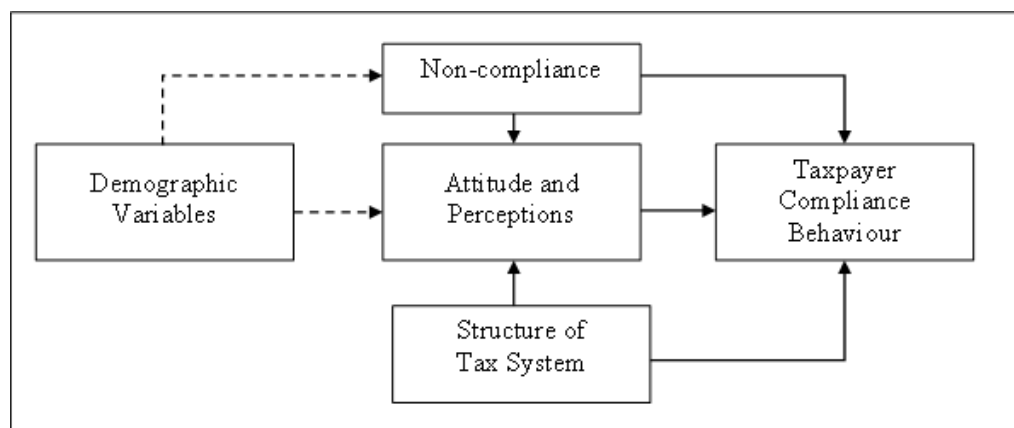 Non-compliance
Demographic
Variables
Attitude and
Perceptions
Taxpayer
Compliance
Behaviour
Structure of
Tax System